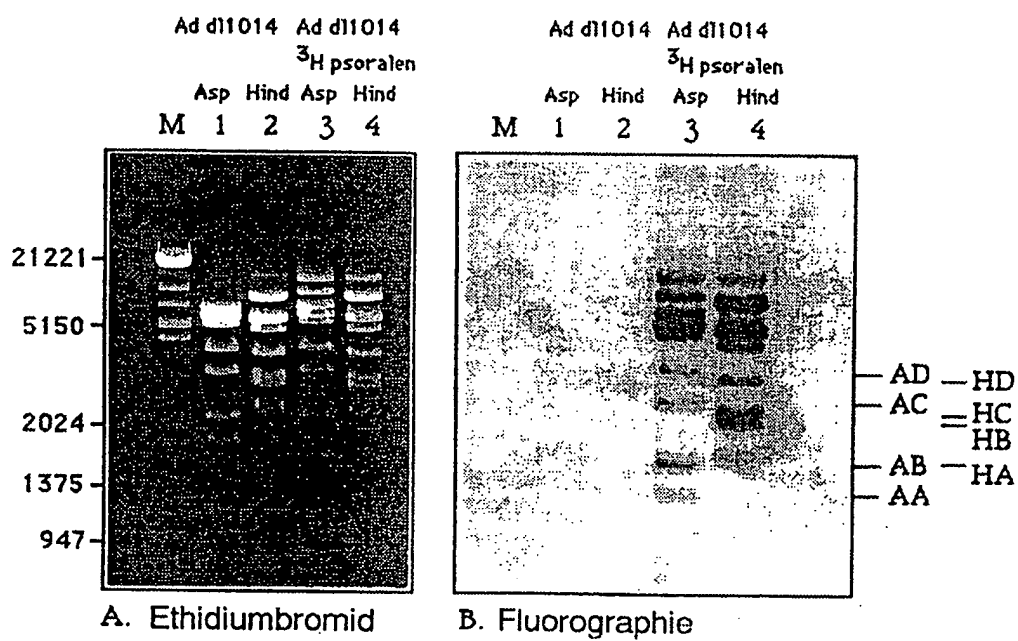 Ad dl1014 Ad dl1014
³H psoralen
Asp Hind Asp Hind
M 1 2 3 4
21221
5150
2024
1375
947
A. Ethidiumbromid
Ad dl1014 Ad dl1014
³H psoralen
Asp Hind Asp Hind
M 1 2 3 4
AD HD
AC HC
HB
AB HA
AA
B. Fluorographie